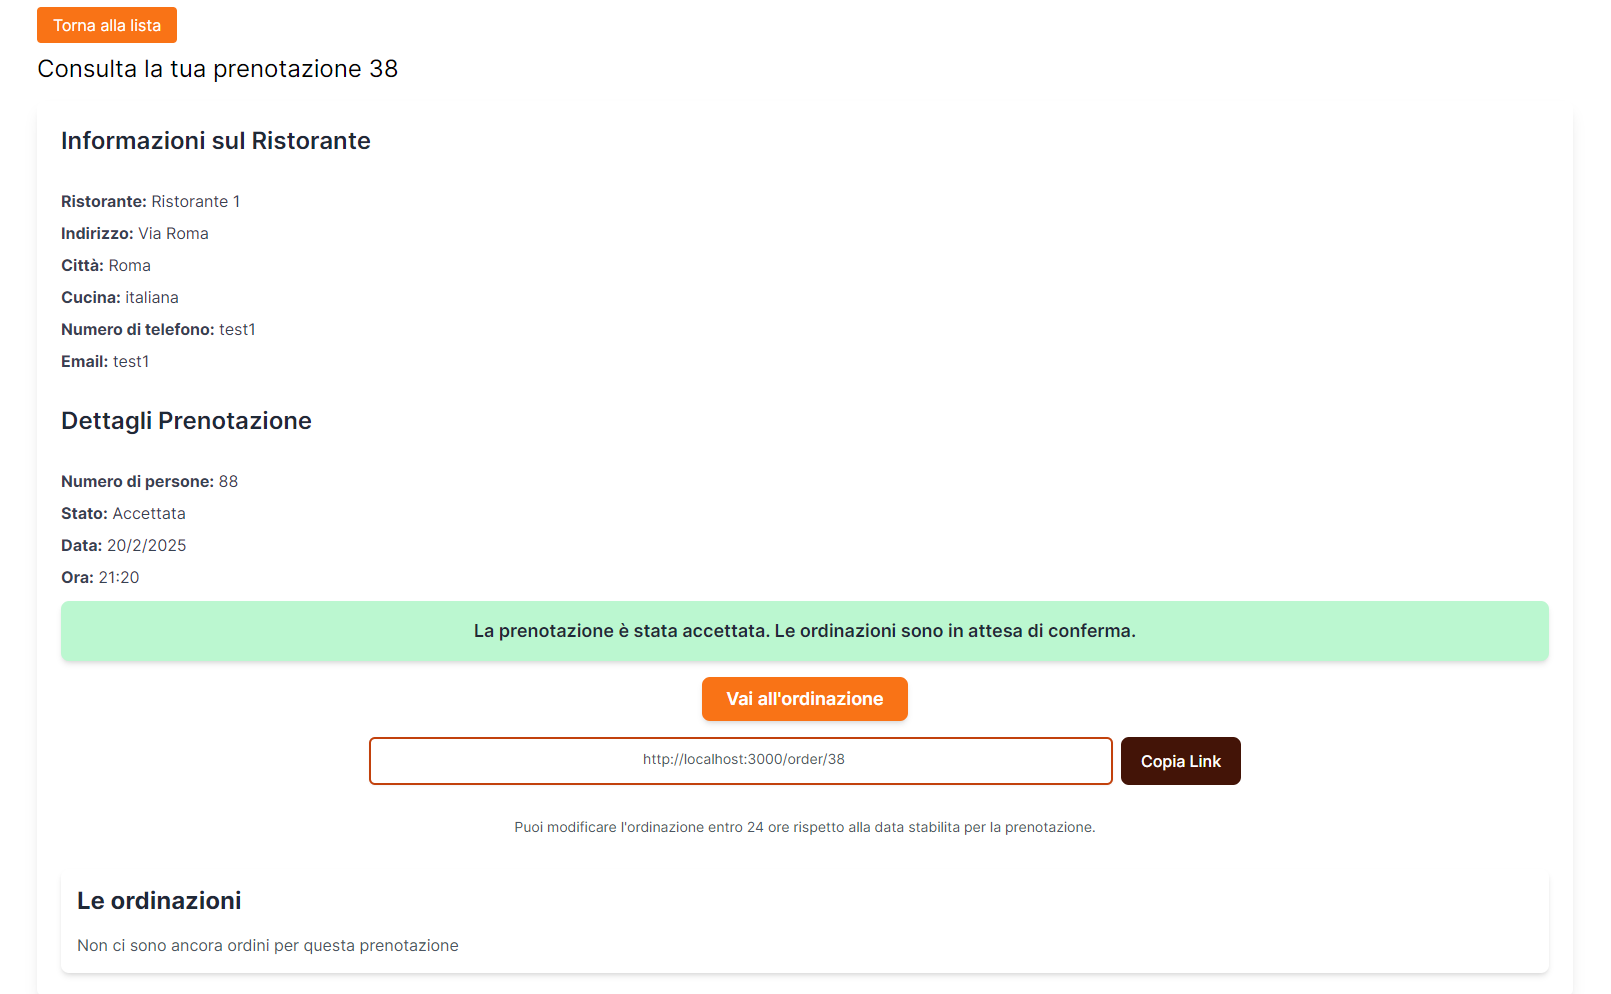 Torna alla lista
Consulta la tua prenotazione 38
Informazioni sul Ristorante
Ristorante: Ristorante 1
Indirizzo: Via Roma
Città: Roma
Cucina: italiana
Numero di telefono: test1
Email: test1
Dettagli Prenotazione
Numero di persone: 88
Stato: Accettata
Data: 20/2/2025
Ora: 21:20
La prenotazione è stata accettata. Le ordinazioni sono in attesa di conferma.
Vai all'ordinazione
http://localhost:3000/order/38
Copia Link
Puoi modificare l'ordinazione entro 24 ore rispetto alla data stabilita per la prenotazione.
Le ordinazioni
Non ci sono ancora ordini per questa prenotazione